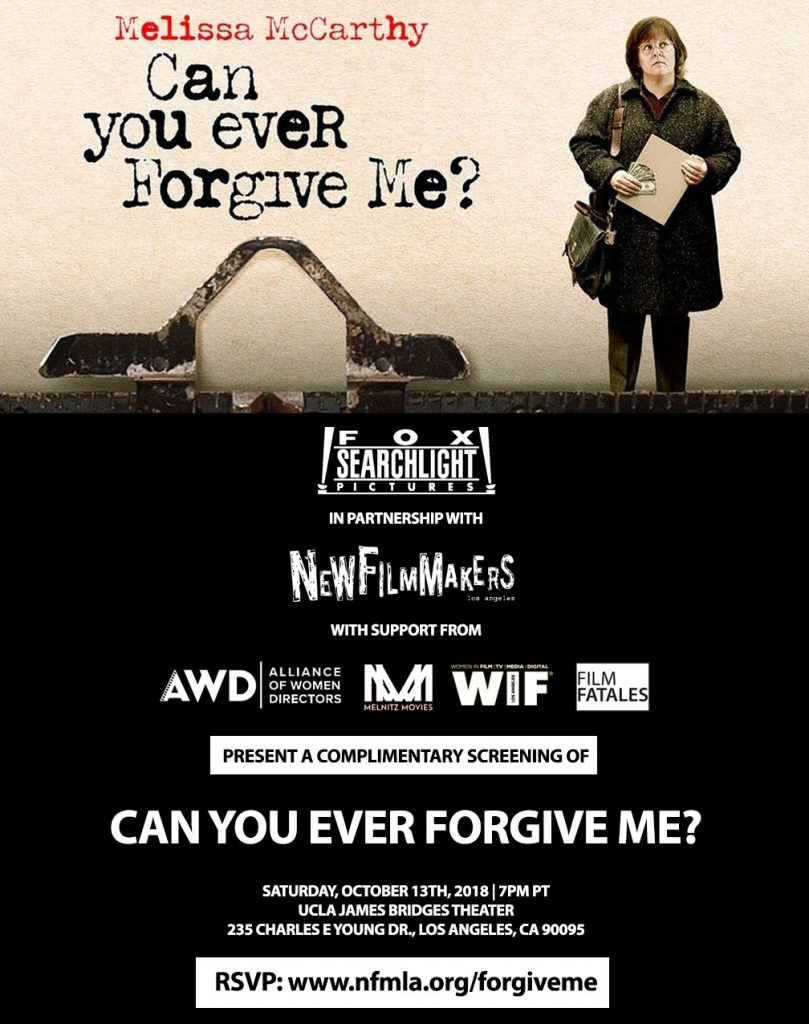 Melissa McCarthy
Can
you eveR
Forgive Me?
FOX
SEARCHLIGHT
PICTURES
IN PARTNERSHIP WITH
NEWFILMMAKERS
los angeles
WITH SUPPORT FROM
AWD
ALLIANCE
OF WOMEN
DIRECTORS
MM
MELNITZ MOVIES
WOMEN IN FILM | TV | MEDIA | DIGITAL
WIF®
LOS ANGELES
FILM
FATALES
PRESENT A COMPLIMENTARY SCREENING OF
CAN YOU EVER FORGIVE ME?
SATURDAY, OCTOBER 13TH, 2018 | 7PM PT
UCLA JAMES BRIDGES THEATER
235 CHARLES E YOUNG DR., LOS ANGELES, CA 90095
RSVP: www.nfmla.org/forgiveme